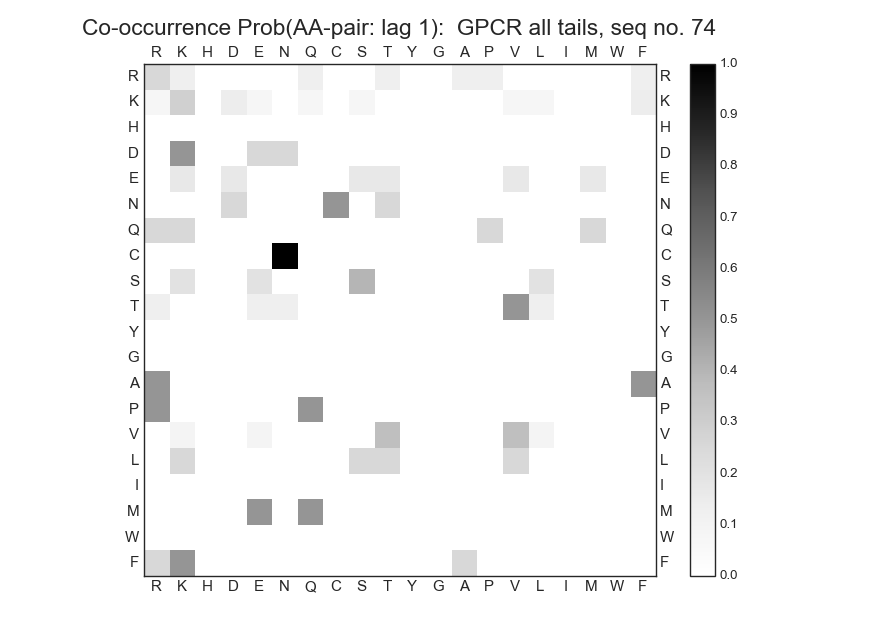 Co-occurrence Prob(AA-pair: lag 1):  GPCR all tails, seq no. 74
R K H D E N Q C S T Y G A P V L I M W F
R R 1.0
K K 0.9
H H
D D 0.8
E E
N N 0.7
Q Q
C C 0.6
S S
T T 0.5
Y Y
G G 0.4
A A
P P 0.3
V V
L L 0.2
I I
M M 0.1
W W
F F 0.0
R K H D E N Q C S T Y G A P V L I M W F